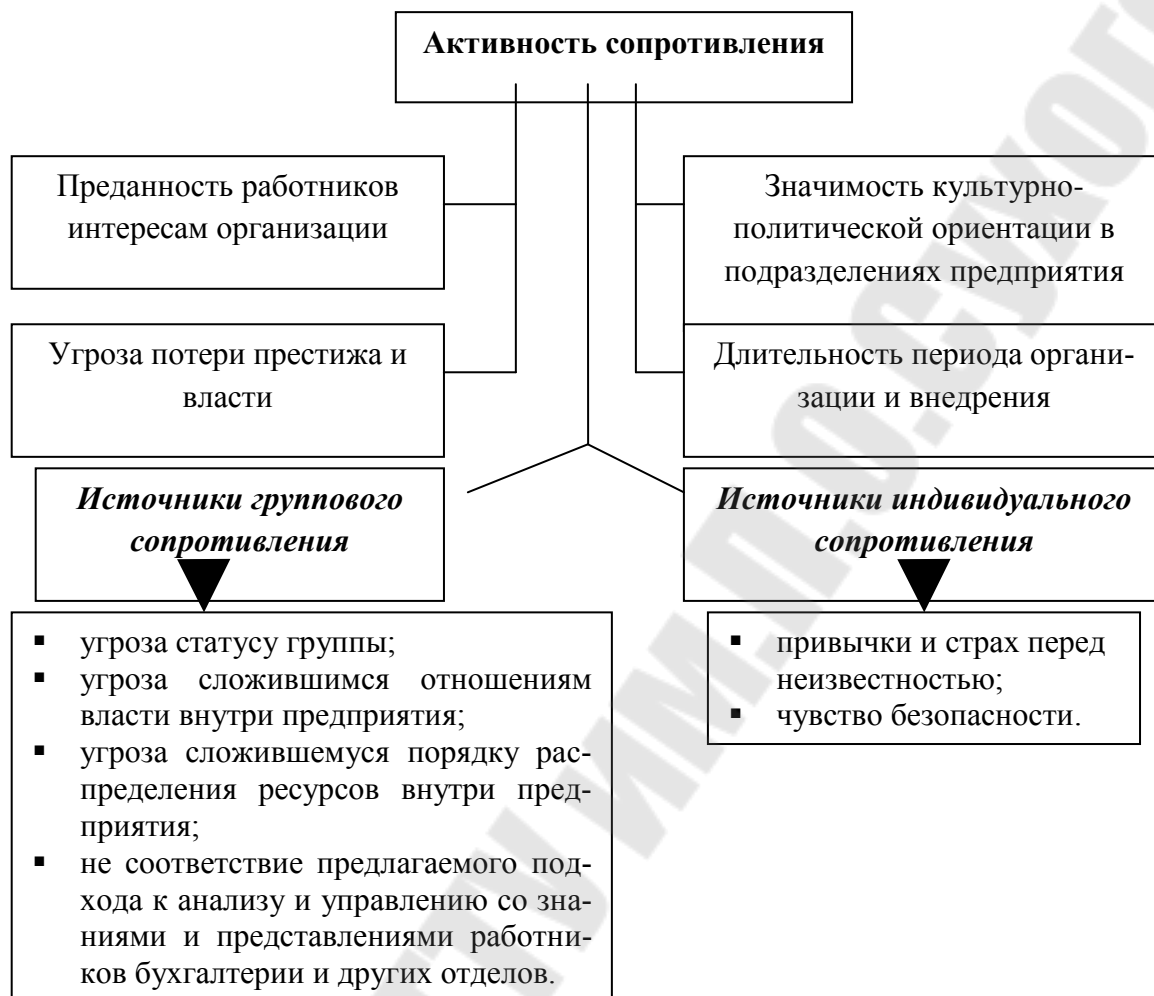 Активность сопротивления
Преданность работников
интересам организации
Значимость культурно-
политической ориентации в
подразделениях предприятия
Угроза потери престижа и
власти
Длительность периода органи-
зации и внедрения
Источники группового
сопротивления
Источники индивидуального
сопротивления
▪ угроза статусу группы;
▪ угроза сложившимся отношениям
власти внутри предприятия;
▪ угроза сложившемуся порядку рас-
пределения ресурсов внутри пред-
приятия;
▪ не соответствие предлагаемого под-
хода к анализу и управлению со зна-
ниями и представлениями работни-
ков бухгалтерии и других отделов.
▪ привычки и страх перед
неизвестностью;
▪ чувство безопасности.
ТУ им.П.О.Сухого